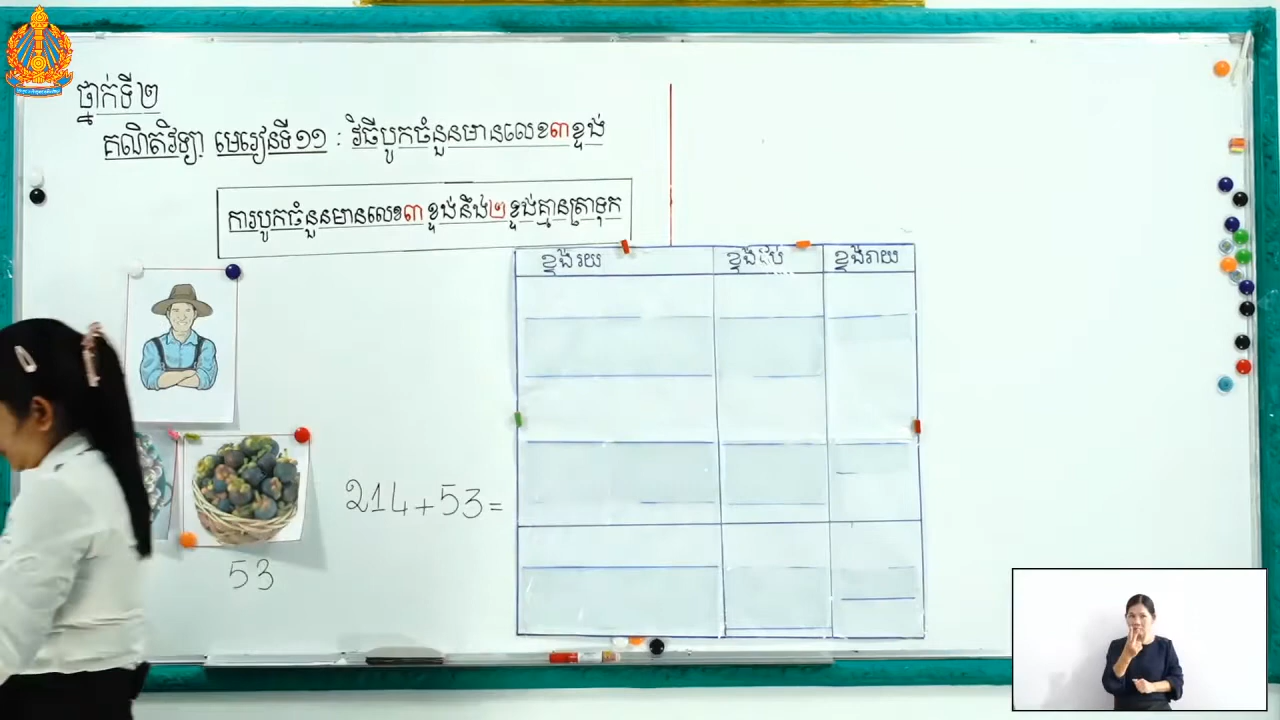 ថ្នាក់ទី២
គណិតវិទ្យា មេរៀនទី១១ : វិធីបូកចំនួនមានលេខ៣ខ្ទង់
ការបូកចំនួនមានលេខ៣ខ្ទង់នឹង២ខ្ទង់គ្មានត្រាទុក
ខ្ទង់រយ ខ្ទង់ដប់ ខ្ទង់រាយ
214+53=
53